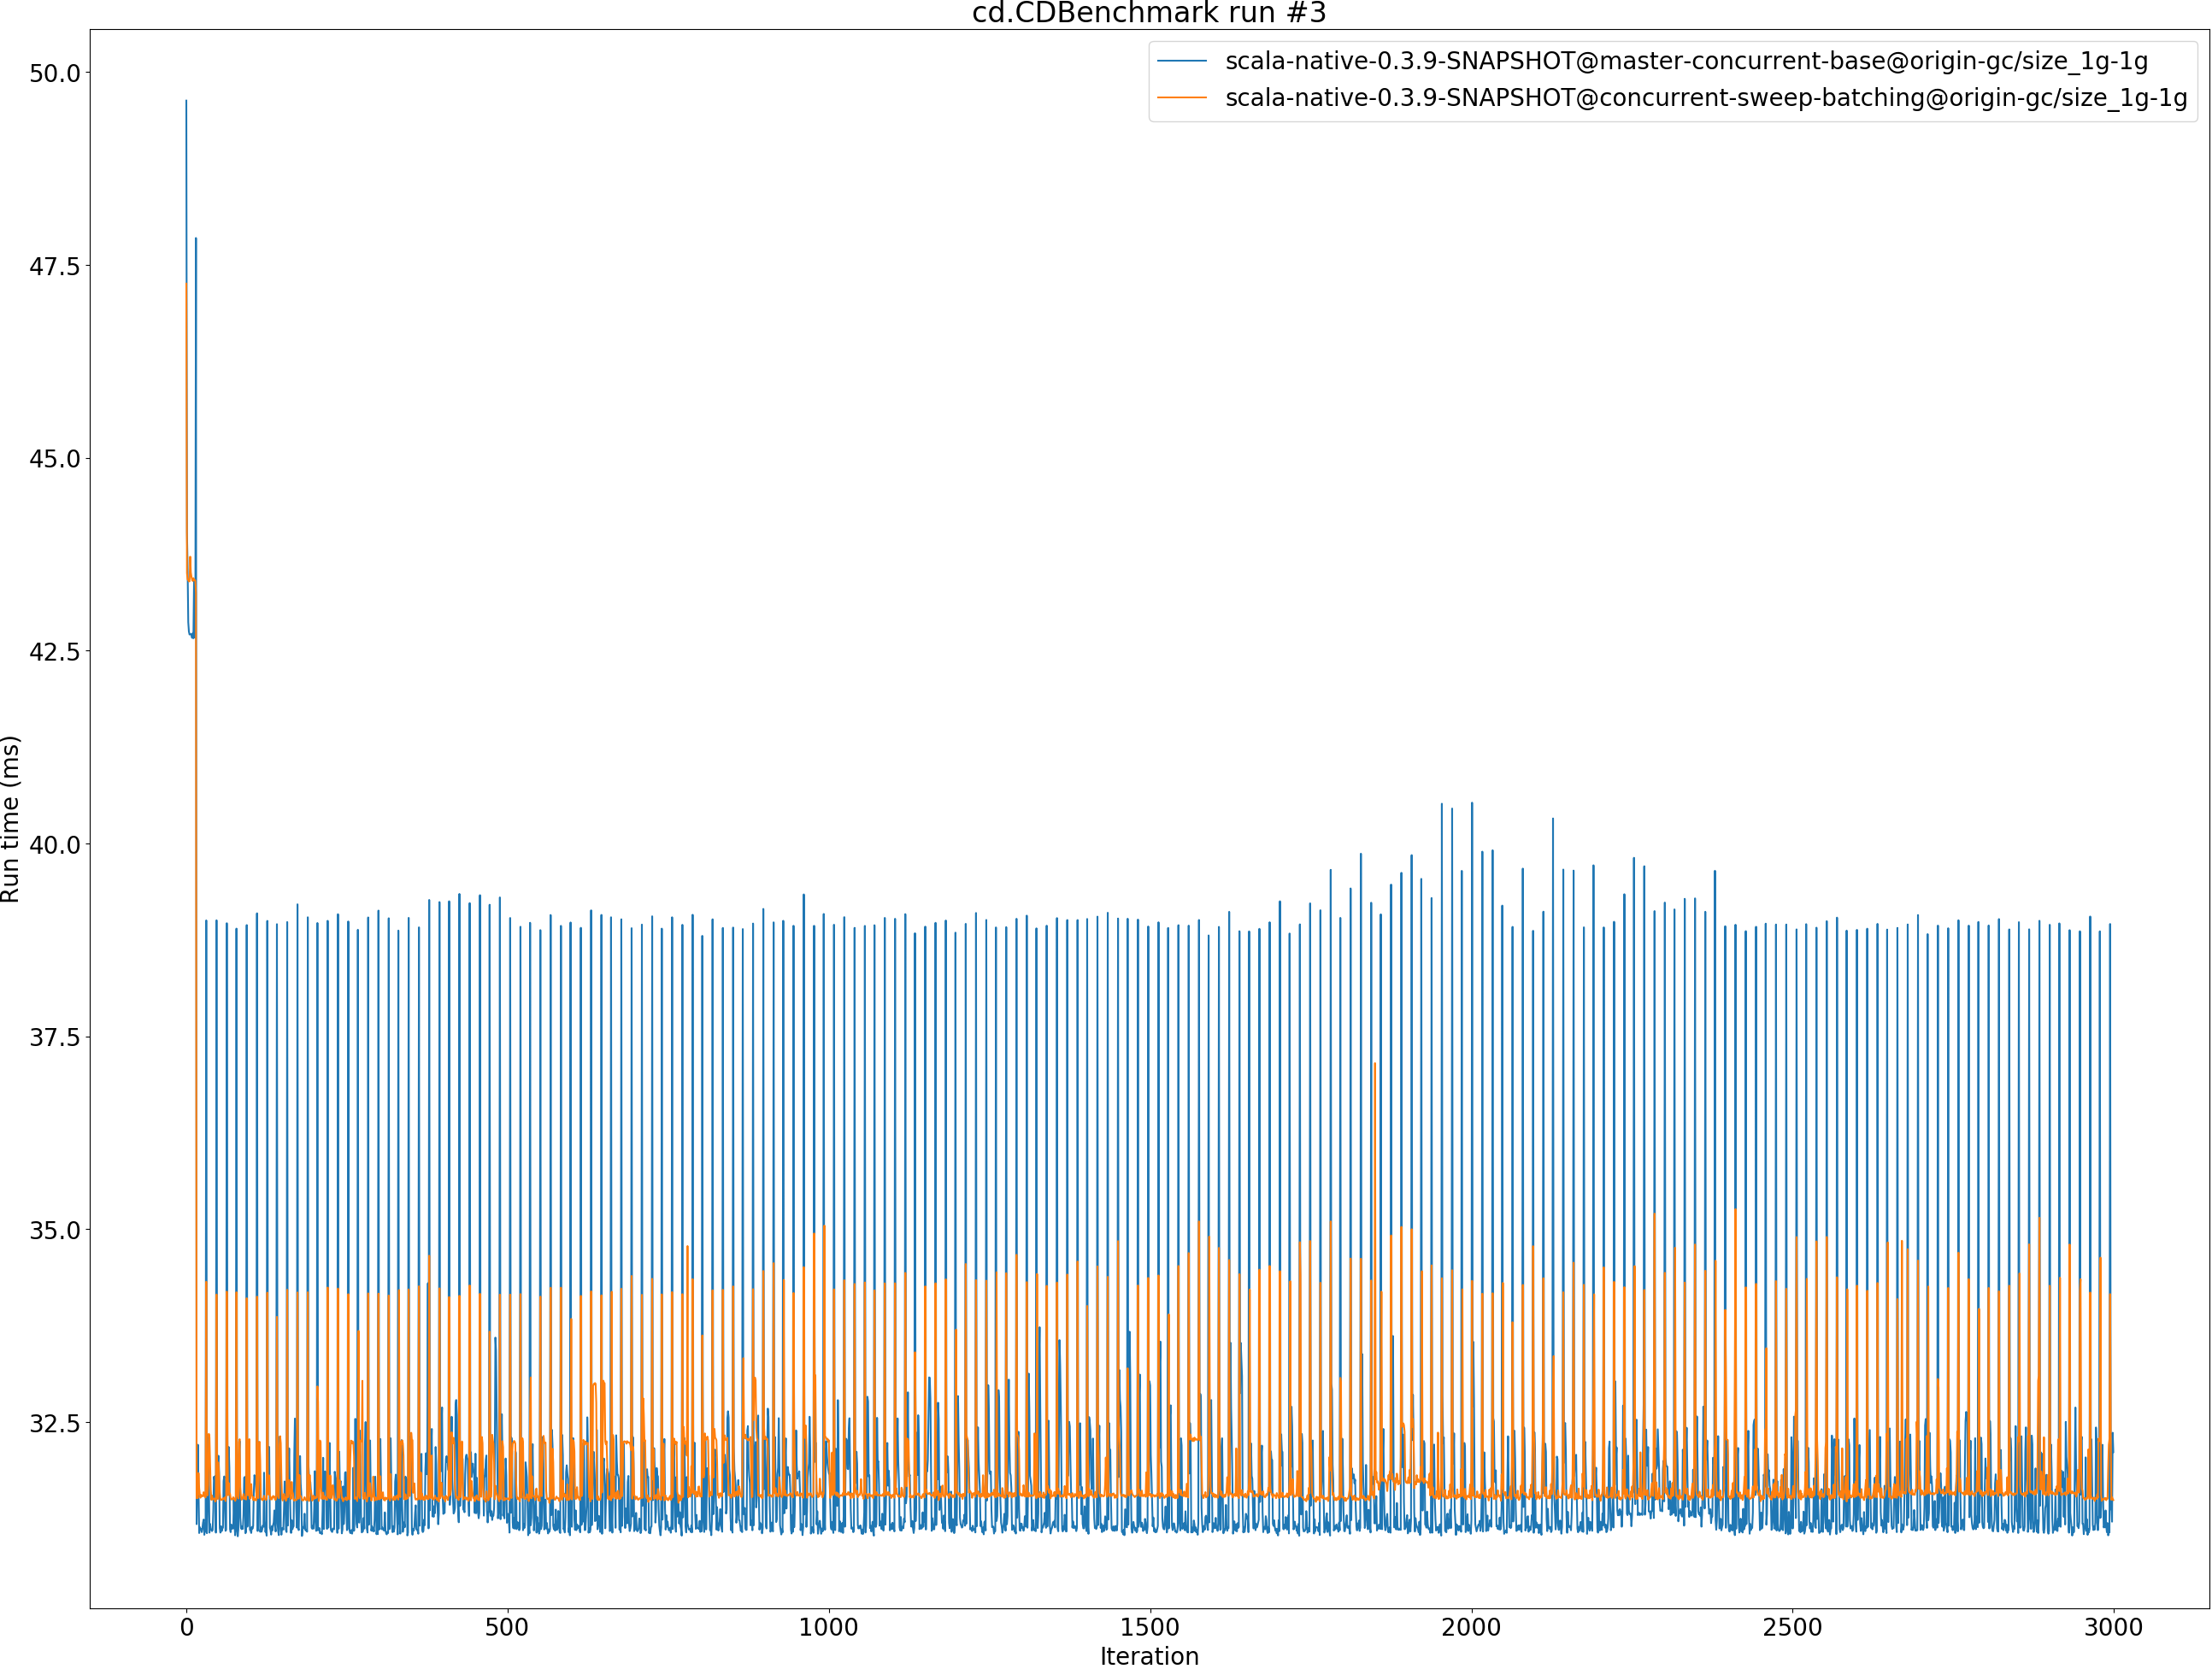 cd.CDBenchmark run #3
scala-native-0.3.9-SNAPSHOT@master-concurrent-base@origin-gc/size_1g-1g
scala-native-0.3.9-SNAPSHOT@concurrent-sweep-batching@origin-gc/size_1g-1g
50.0
47.5
45.0
42.5
40.0
37.5
35.0
32.5
Run time (ms)
0 500 1000 1500 2000 2500 3000
Iteration